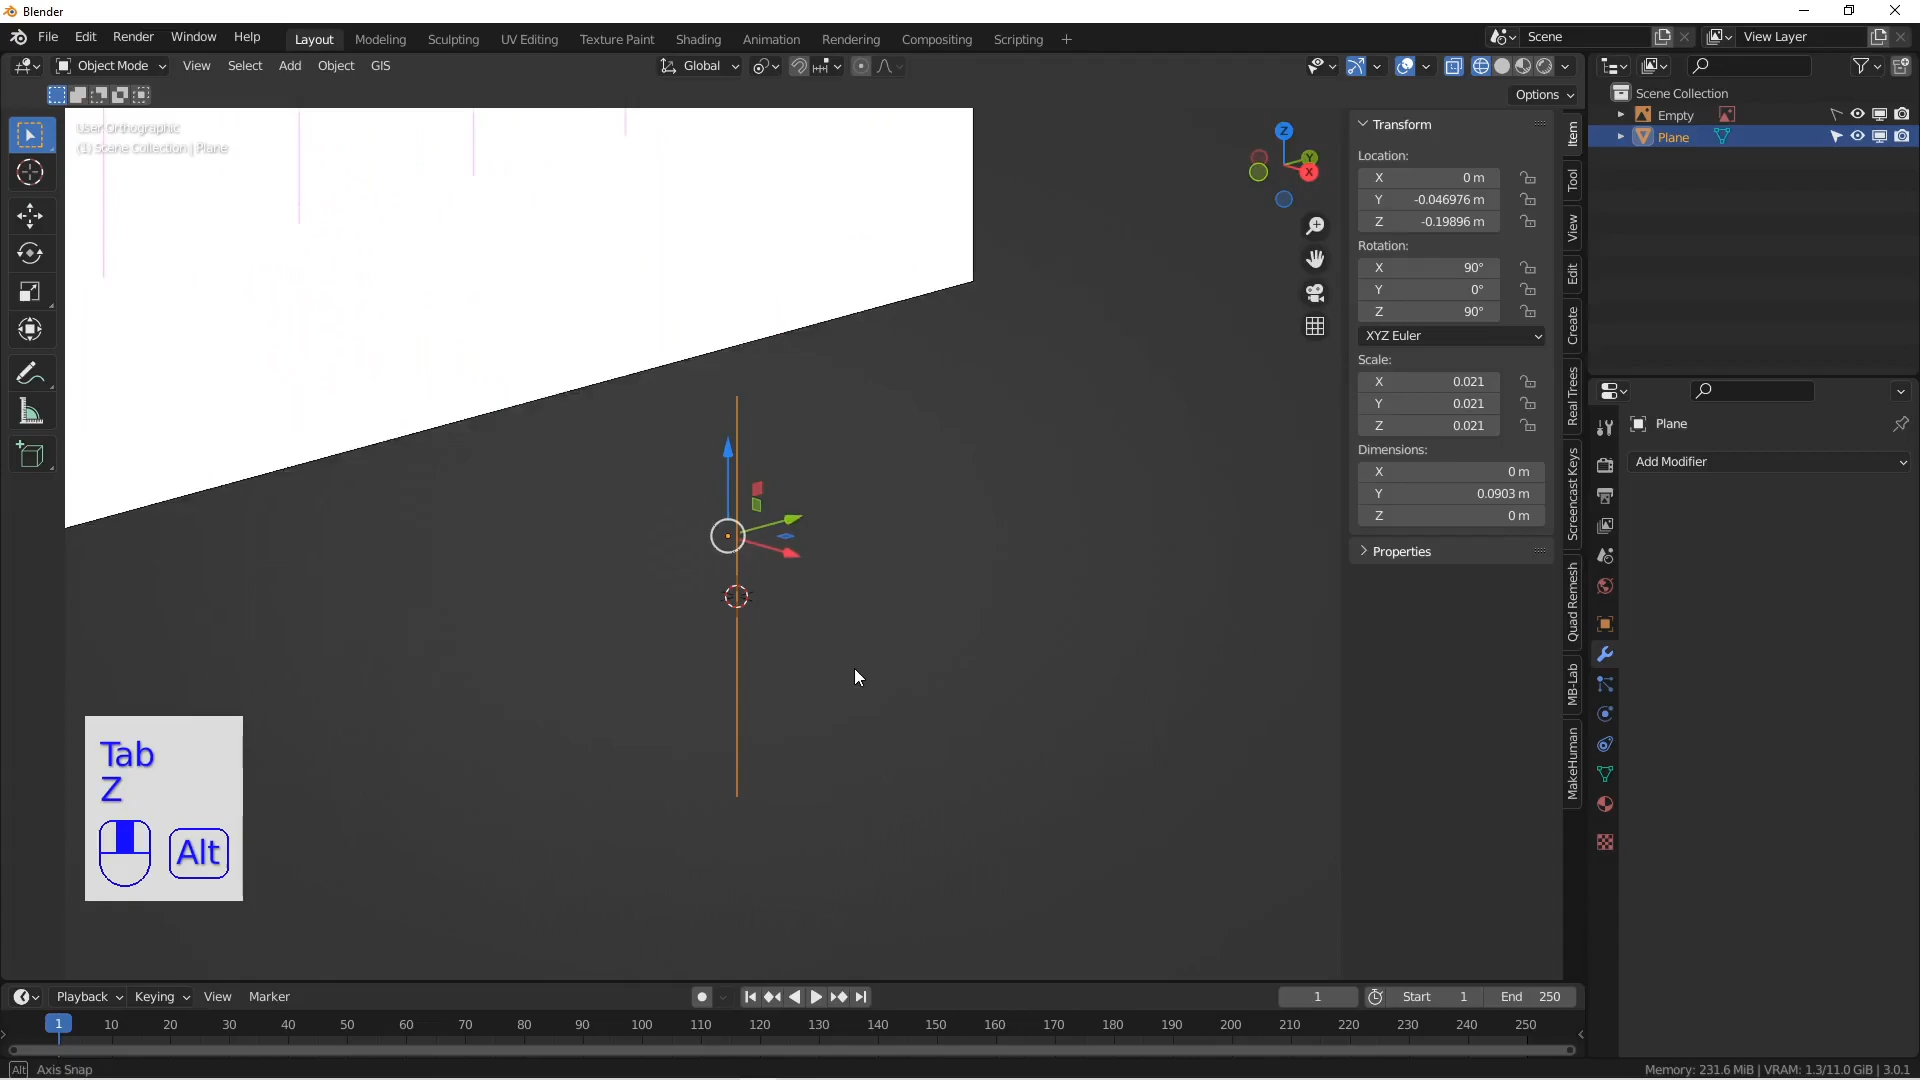 Blender
File Edit Render Window Help Layout Modeling Sculpting UV Editing Texture Paint Shading Animation Rendering Compositing Scripting + Scene View Layer
Object Mode View Select Add Object GIS Global
Options
User Orthographic
(1) Scene Collection | Plane
Z
Y
X
Transform
Location:
X 0 m
Y -0.046976 m
Z -0.19896 m
Rotation:
X 90°
Y 0°
Z 90°
XYZ Euler
Scale:
X 0.021
Y 0.021
Z 0.021
Dimensions:
X 0 m
Y 0.0903 m
Z 0 m
Properties
Item
Tool
View
Edit
Create
Real Trees
Screencast Keys
Quad Remesh
MB-Lab
MakeHuman
Scene Collection
Empty
Plane
Plane
Add Modifier
Tab
Z
Alt
Playback Keying View Marker 1 Start 1 End 250
1 10 20 30 40 50 60 70 80 90 100 110 120 130 140 150 160 170 180 190 200 210 220 230 240 250
Alt Axis Snap Memory: 231.6 MiB | VRAM: 1.3/11.0 GiB | 3.0.1